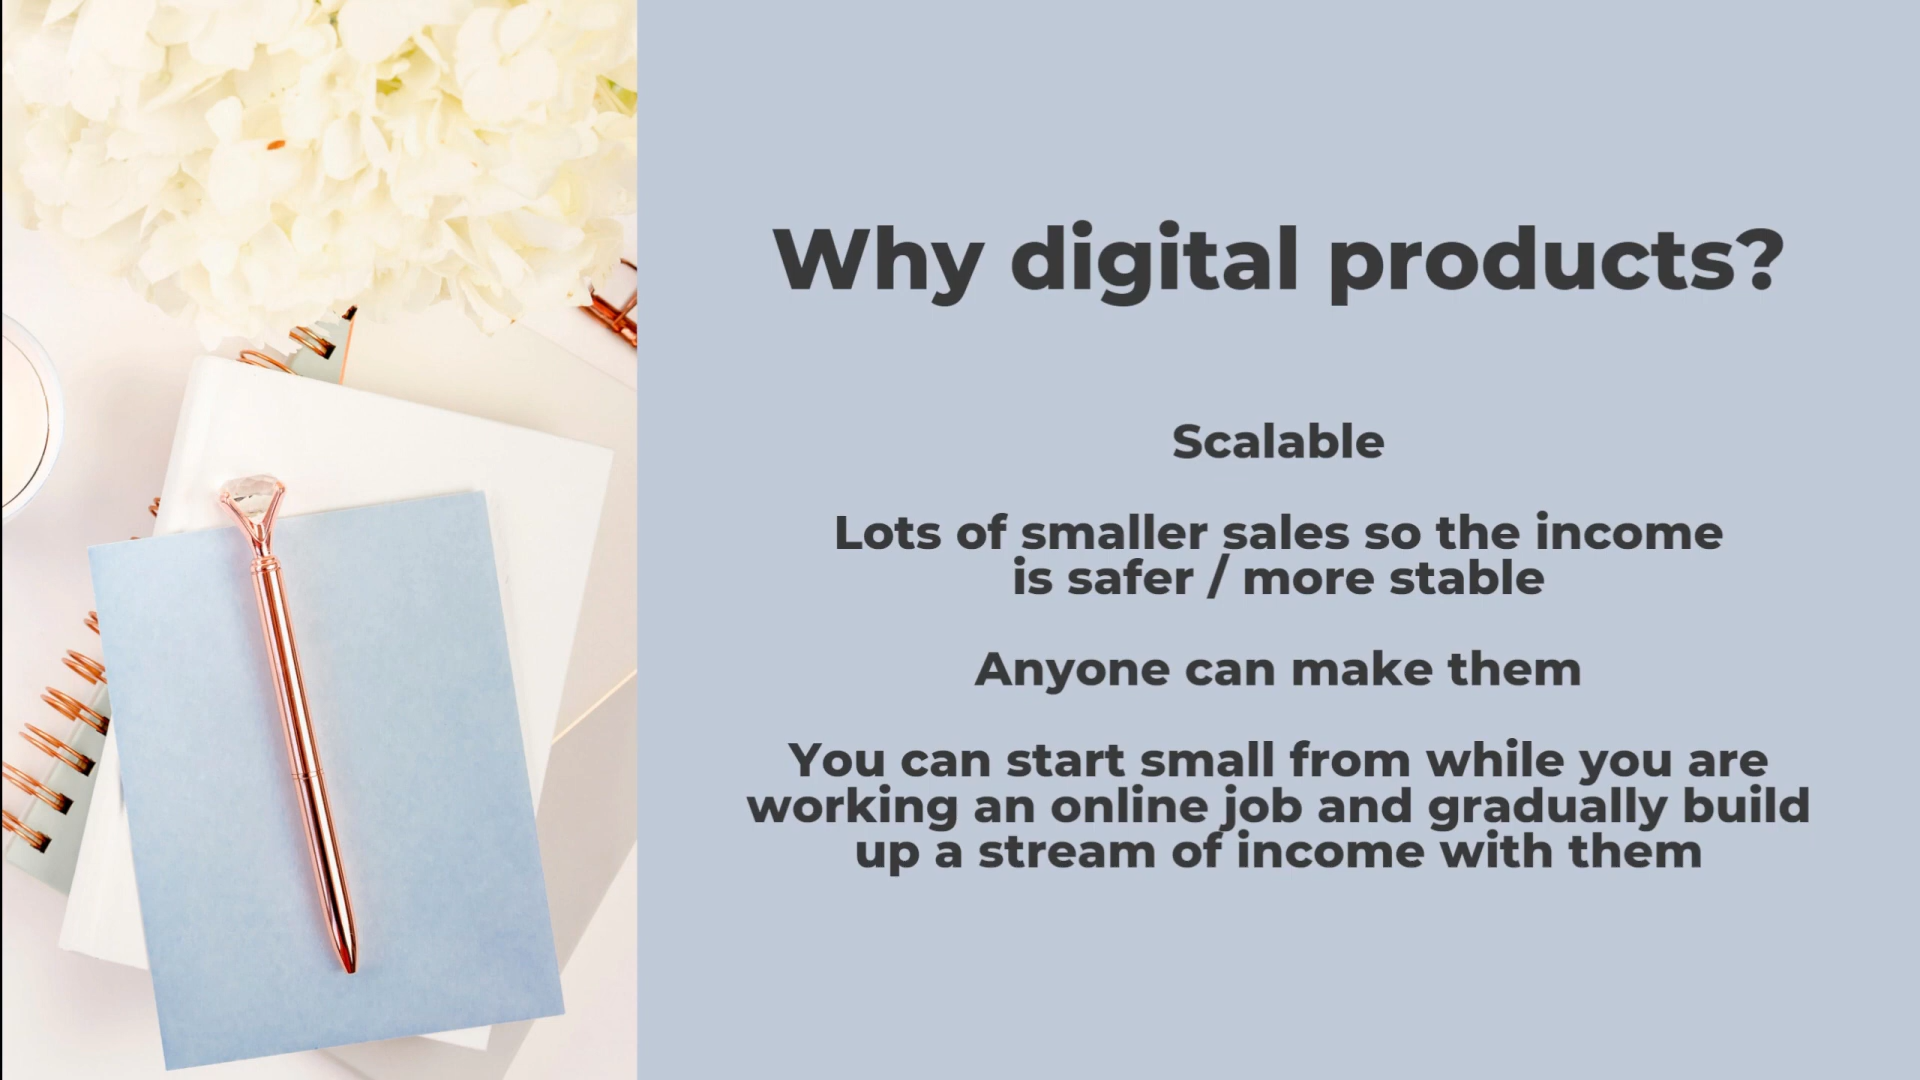 Why digital products?
Scalable
Lots of smaller sales so the income
is safer / more stable
Anyone can make them
You can start small from while you are
working an online job and gradually build
up a stream of income with them